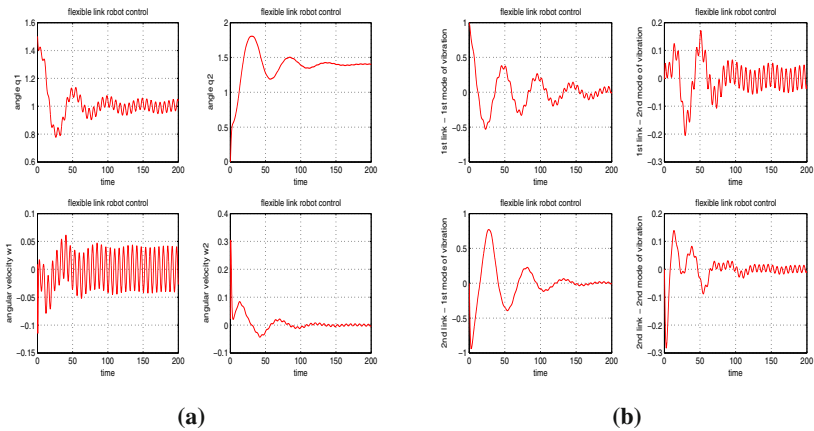 flexible link robot control
angle q1
1.6
1.4
1.2
1
0.8
0.6
0 50 100 150 200
time
flexible link robot control
angle q2
2
1.5
1
0.5
0
0 50 100 150 200
time
flexible link robot control
1st link − 1st mode of vibration
1
0.5
0
−0.5
−1
0 50 100 150 200
time
flexible link robot control
1st link − 2nd mode of vibration
0.2
0.1
0
−0.1
−0.2
−0.3
0 50 100 150 200
time
flexible link robot control
angular velocity w1
0.1
0.05
0
−0.05
−0.1
−0.15
0 50 100 150 200
time
flexible link robot control
angular velocity w2
0.4
0.3
0.2
0.1
0
−0.1
0 50 100 150 200
time
flexible link robot control
2nd link − 1st mode of vibration
1
0.5
0
−0.5
−1
0 50 100 150 200
time
flexible link robot control
2nd link − 2nd mode of vibration
0.2
0.1
0
−0.1
−0.2
−0.3
0 50 100 150 200
time
(a)
(b)